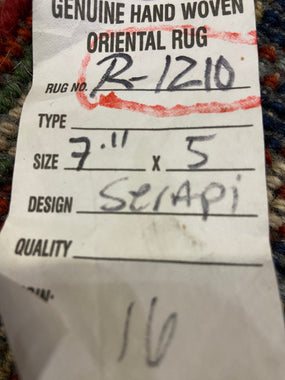 GENUINE HAND WOVEN
ORIENTAL RUG
RUG NO. R-1210
TYPE
SIZE 7.11 x 5
DESIGN Serapi
QUALITY
16